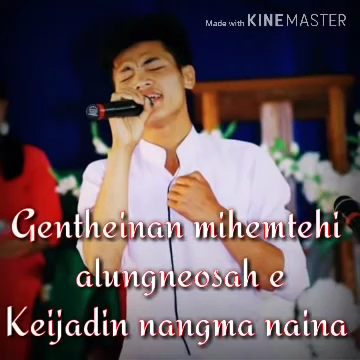 Made with KINEMASTER
Gentheinan mihemtehi
alungneosah e
Keijadin nangma naina